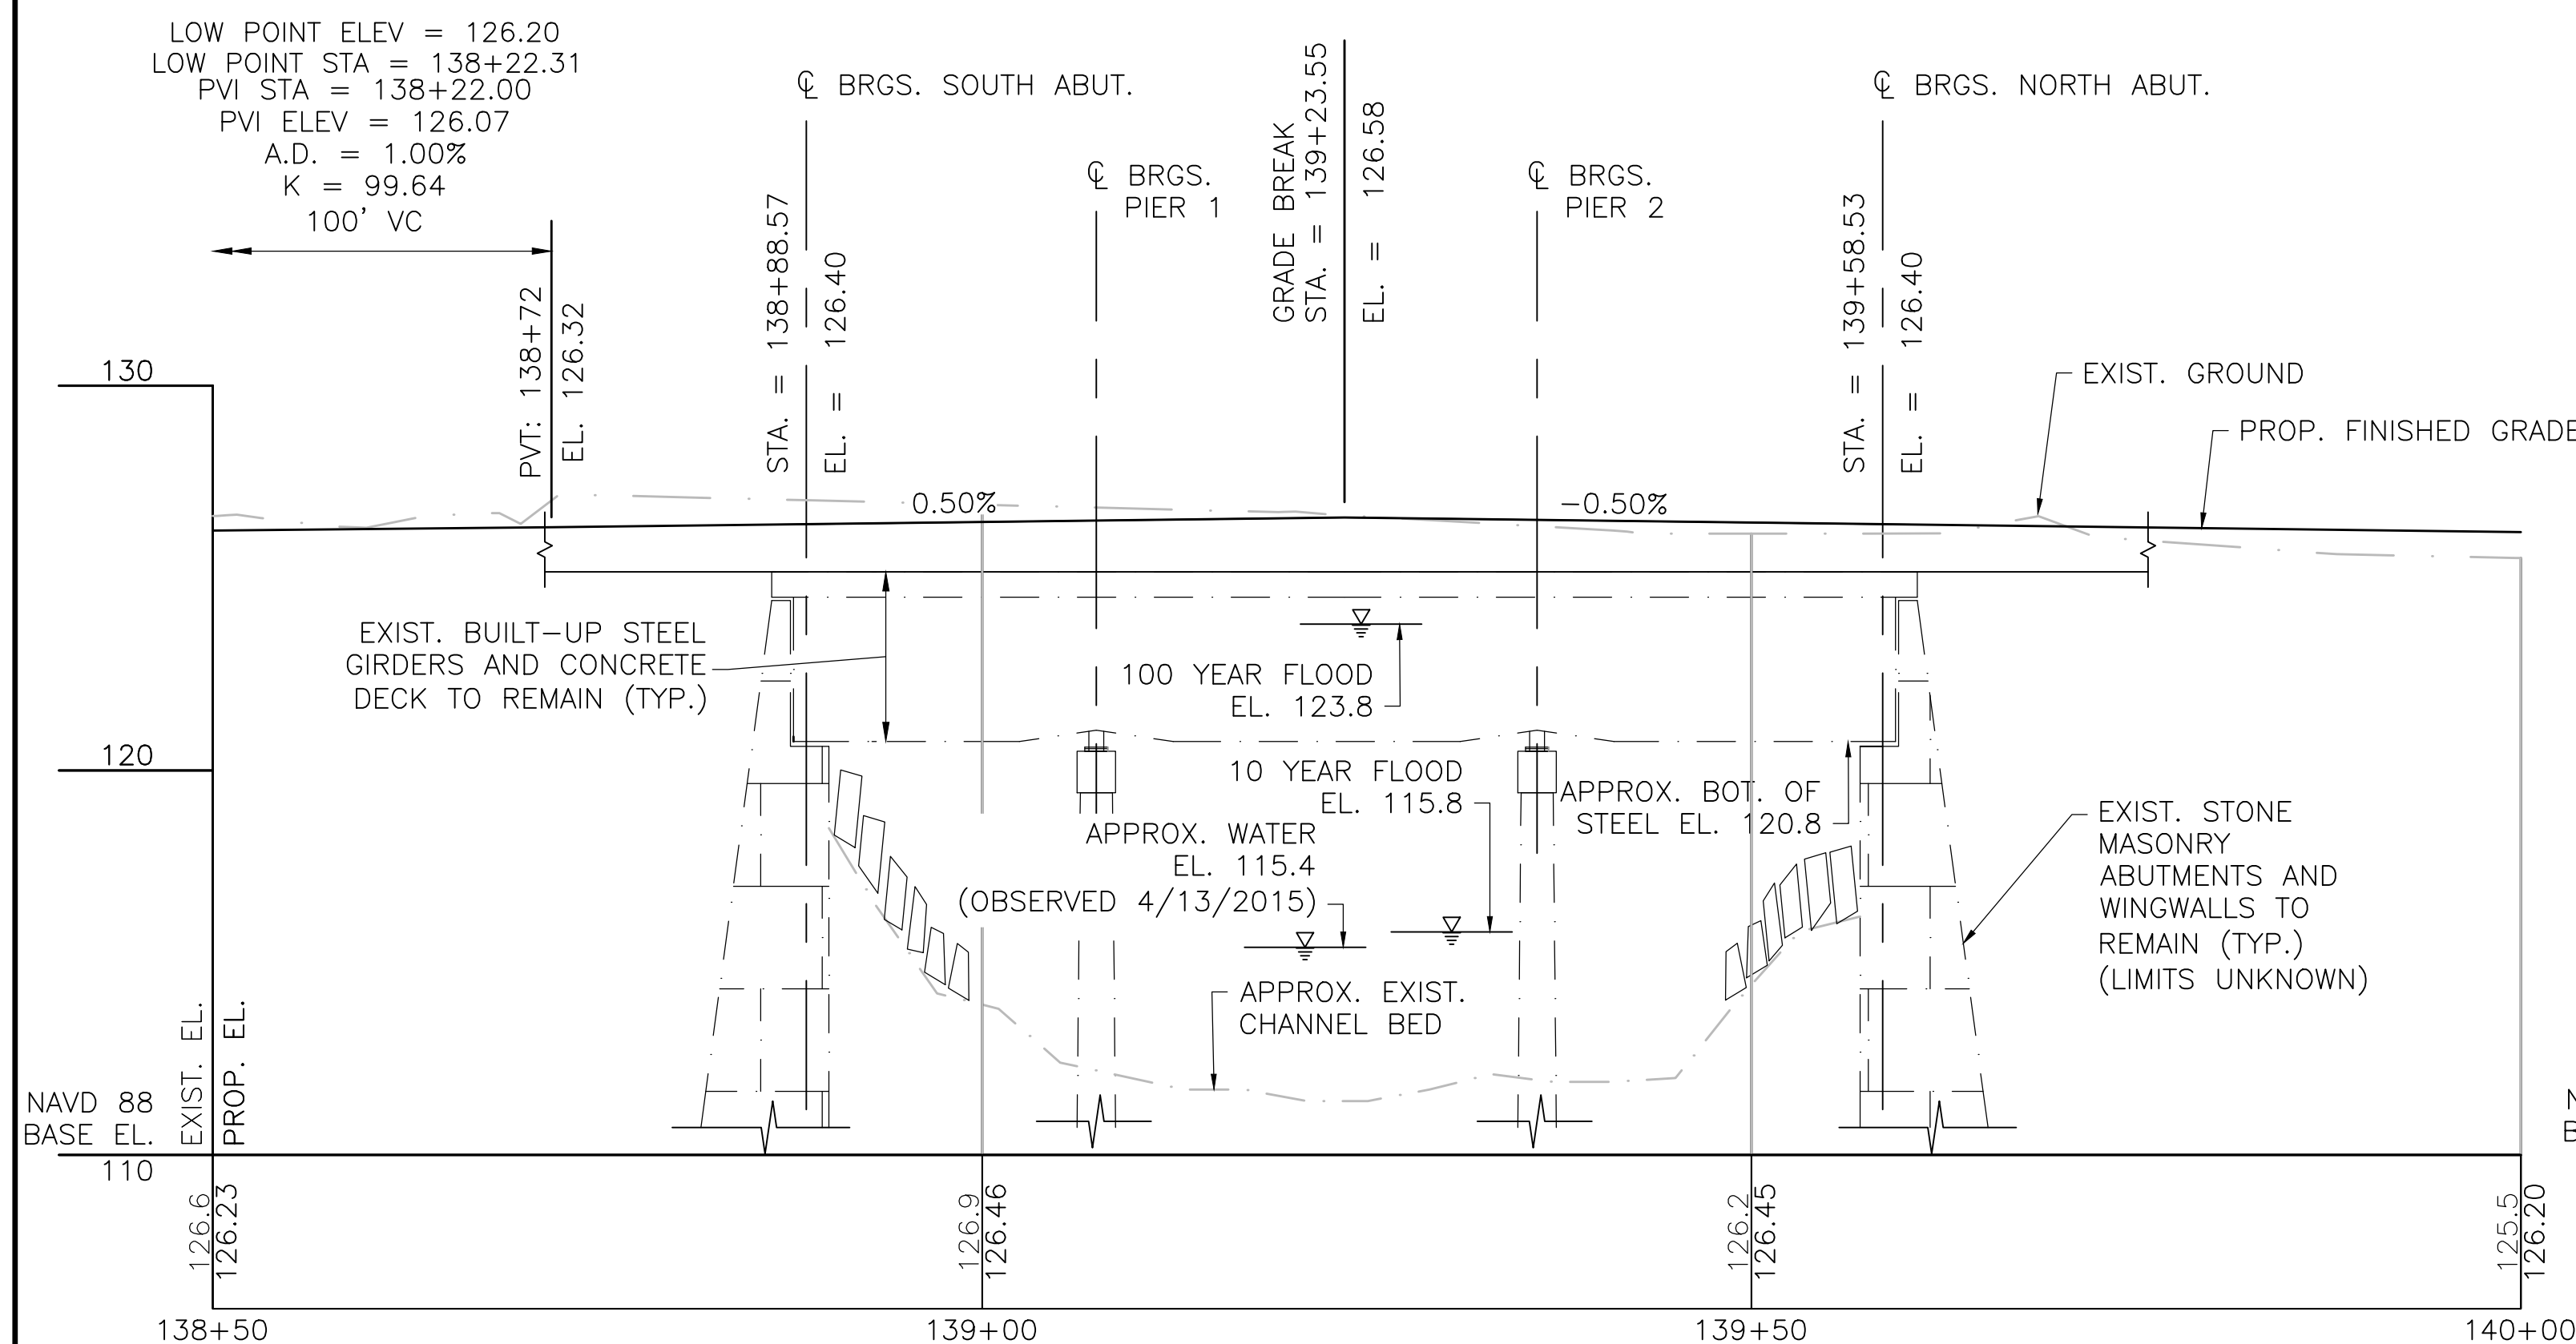 LOW POINT ELEV = 126.20
LOW POINT STA = 138+22.31
PVI STA = 138+22.00
PVI ELEV = 126.07
A.D. = 1.00%
K = 99.64
100' VC
PVT: 138+72
EL. 126.32
℄ BRGS. SOUTH ABUT.
STA. = 138+88.57
EL. = 126.40
℄ BRGS.
PIER 1
GRADE BREAK
STA. = 139+23.55
EL. = 126.58
℄ BRGS.
PIER 2
℄ BRGS. NORTH ABUT.
STA. = 139+58.53
EL. = 126.40
EXIST. GROUND
PROP. FINISHED GRADE
130
0.50%
-0.50%
EXIST. BUILT-UP STEEL
GIRDERS AND CONCRETE
DECK TO REMAIN (TYP.)
100 YEAR FLOOD
EL. 123.8
120
10 YEAR FLOOD
EL. 115.8
APPROX. BOT. OF
STEEL EL. 120.8
APPROX. WATER
EL. 115.4
(OBSERVED 4/13/2015)
EXIST. STONE
MASONRY
ABUTMENTS AND
WINGWALLS TO
REMAIN (TYP.)
(LIMITS UNKNOWN)
APPROX. EXIST.
CHANNEL BED
NAVD 88
BASE EL.
110
EXIST. EL.
PROP. EL.
N
B
126.6
126.23
126.9
126.46
126.2
126.45
125.5
126.20
138+50
139+00
139+50
140+00